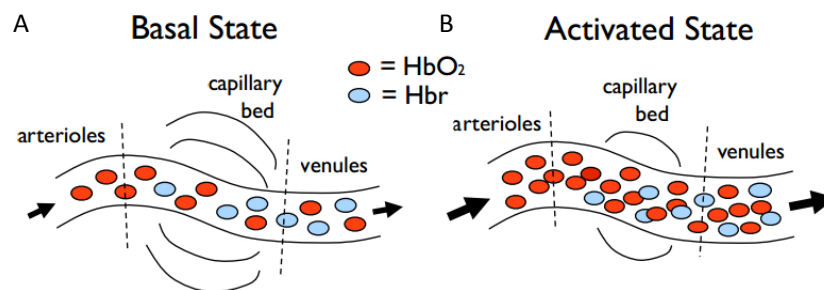 A
Basal State
B
Activated State
= HbO₂
= Hbr
capillary
bed
arterioles
venules
capillary
bed
arterioles
venules